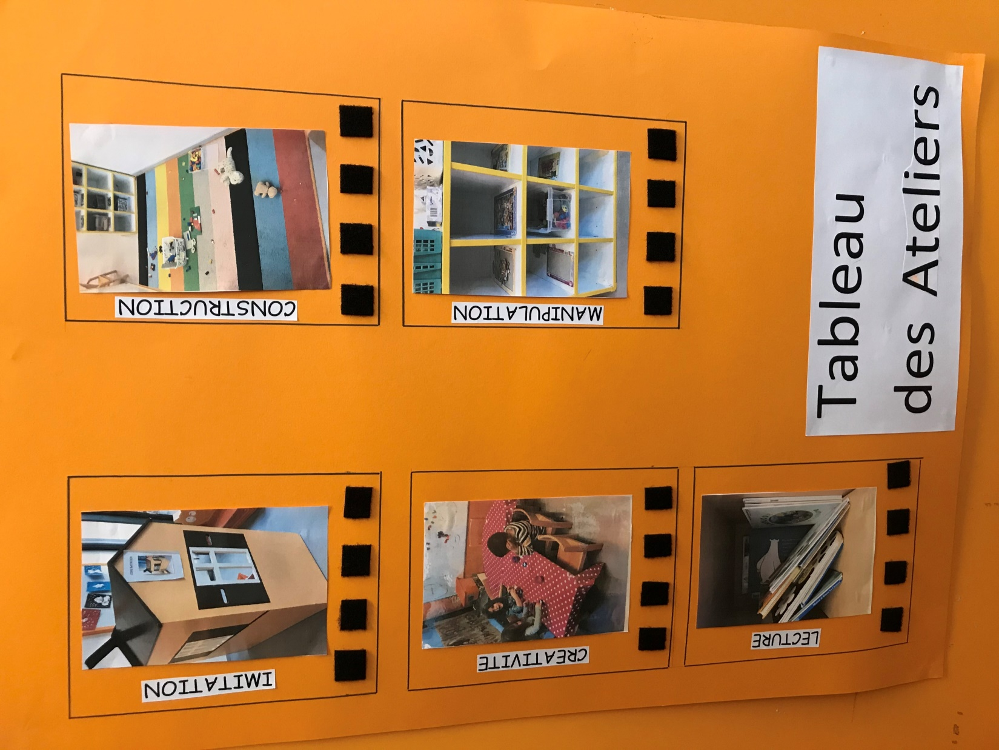 Tableau
des Ateliers
CONSTRUCTION
MANIPULATION
IMITATION
CREATIVITE
LECTURE